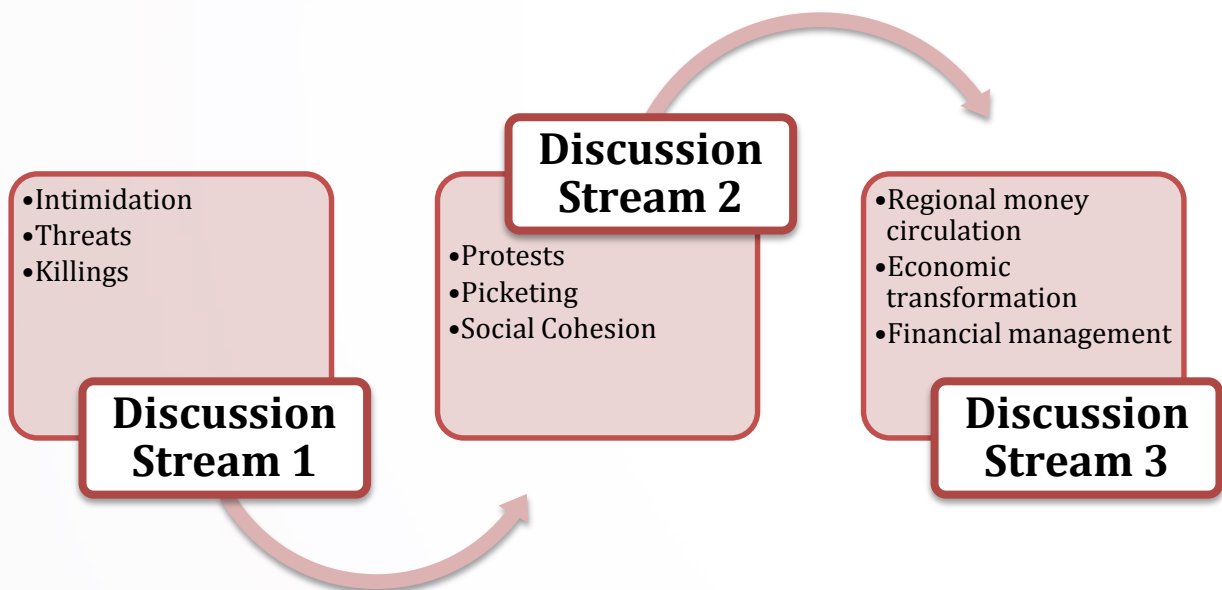 •Intimidation
•Threats
•Killings
Discussion
Stream 1
Discussion
Stream 2
•Protests
•Picketing
•Social Cohesion
•Regional money
circulation
•Economic
transformation
•Financial management
Discussion
Stream 3